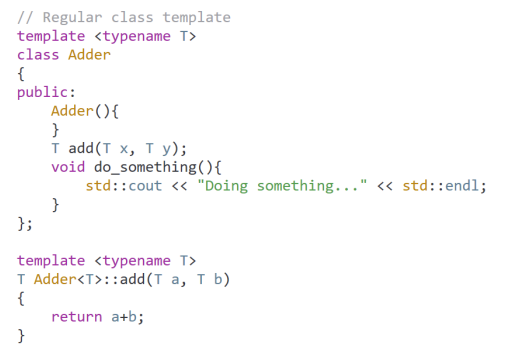 // Regular class template
template <typename T>
class Adder
{
public:
    Adder(){
    }
    T add(T x, T y);
    void do_something(){
        std::cout << "Doing something..." << std::endl;
    }
};

template <typename T>
T Adder<T>::add(T a, T b)
{
    return a+b;
}